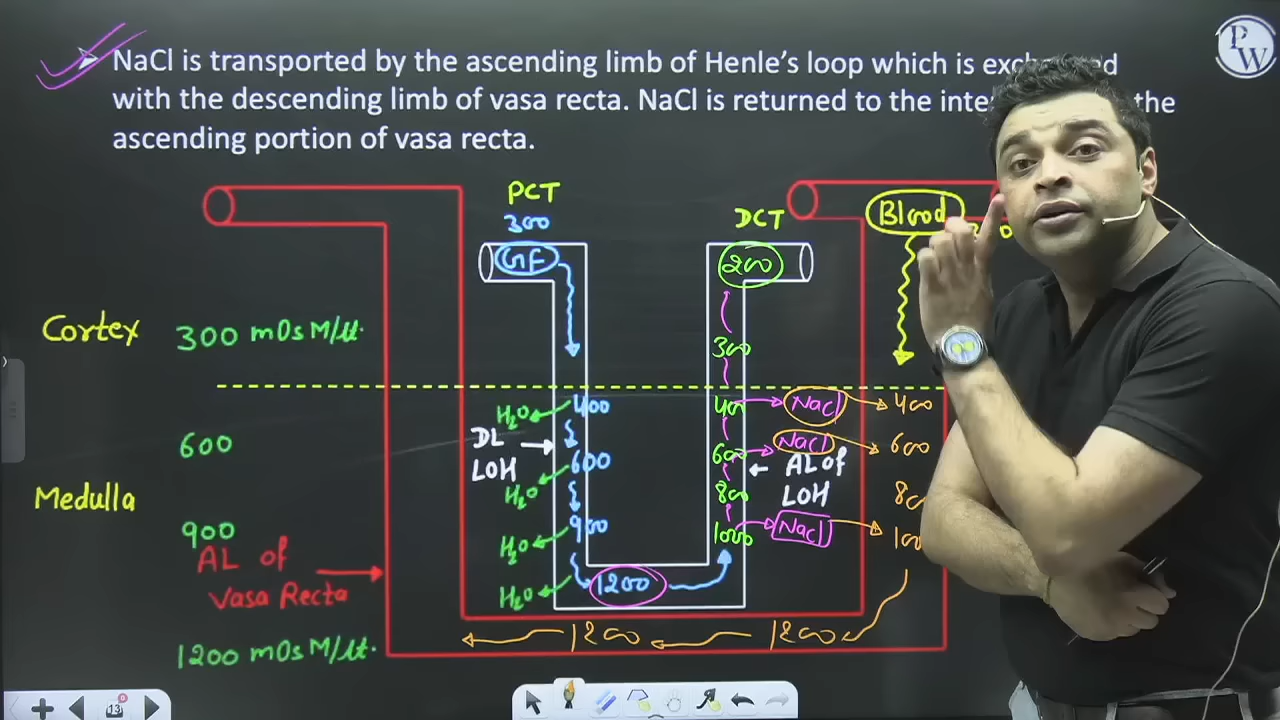 NaCl is transported by the ascending limb of Henle's loop which is
with the descending limb of vasa recta. NaCl is returned to the the
ascending portion of vasa recta.
PW
PCT
300
GF
DCT
200
Blood
Cortex
300 mOsM/lt.
300
H₂O 400
400 NaCl 400
DL
LOH
600
H₂O 600
600 NaCl 600
AL of
LOH
Medulla
H₂O 900
800
900
1000 NaCl
AL of
Vasa Recta
H₂O
1200
1200 1200
1200 mOsM/lt.
13